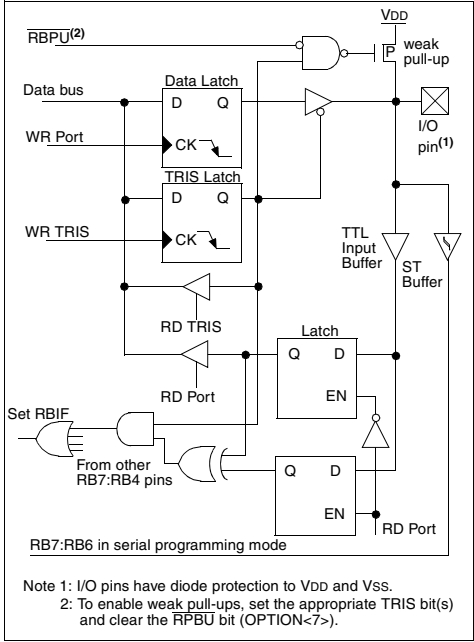 VDD
RBPU(2)
P
weak
pull-up
Data bus
Data Latch
D Q
I/O
pin(1)
WR Port
CK
TRIS Latch
D Q
WR TRIS
CK
TTL
Input
Buffer
ST
Buffer
RD TRIS
Latch
Q D
RD Port
EN
Set RBIF
From other
RB7:RB4 pins
Q D
EN
RD Port
RB7:RB6 in serial programming mode
Note 1: I/O pins have diode protection to VDD and VSS.
2: To enable weak pull-ups, set the appropriate TRIS bit(s)
and clear the RPBU bit (OPTION<7>).